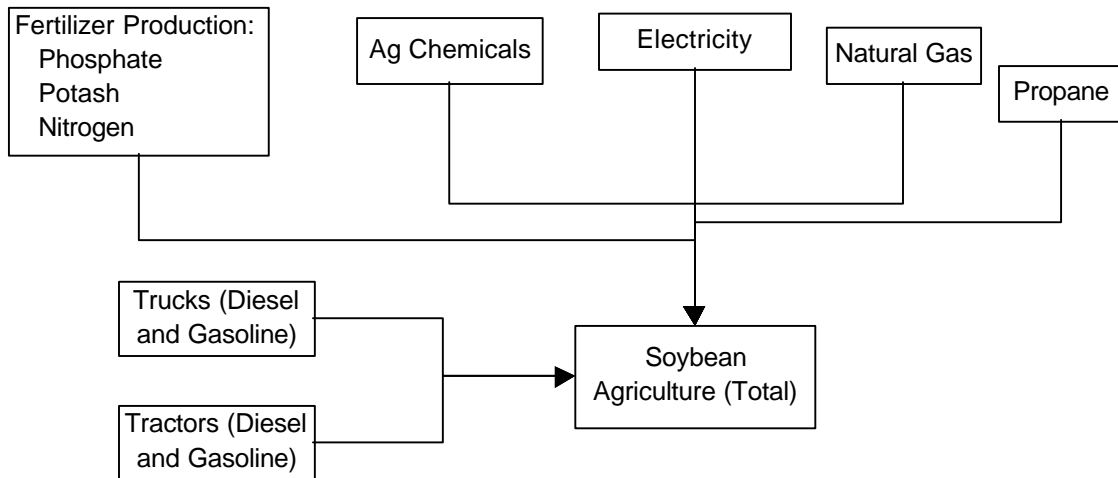 Fertilizer Production:
Phosphate
Potash
Nitrogen
Ag Chemicals
Electricity
Natural Gas
Propane
Trucks (Diesel
and Gasoline)
Tractors (Diesel
and Gasoline)
Soybean
Agriculture (Total)